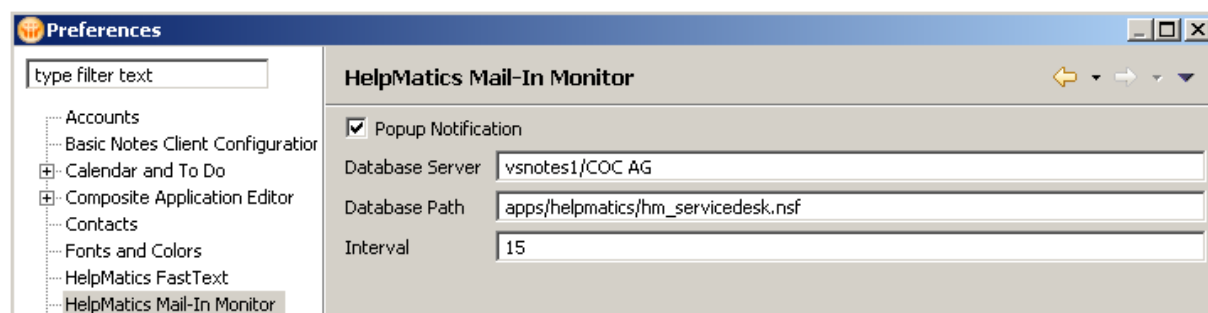 Preferences
type filter text
Accounts
Basic Notes Client Configuration
Calendar and To Do
Composite Application Editor
Contacts
Fonts and Colors
HelpMatics FastText
HelpMatics Mail-In Monitor
HelpMatics Mail-In Monitor
Popup Notification
Database Server vsnotes1/COC AG
Database Path apps/helpmatics/hm_servicedesk.nsf
Interval 15